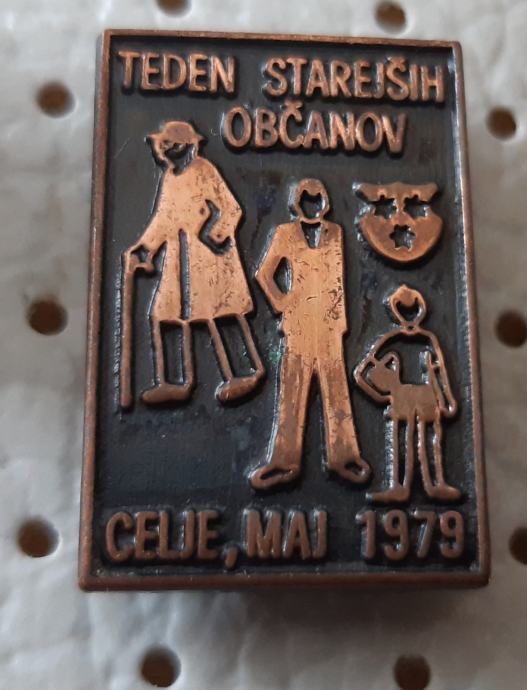 TEDEN STAREJŠIH
OBČANOV
CELJE, MAJ 1979